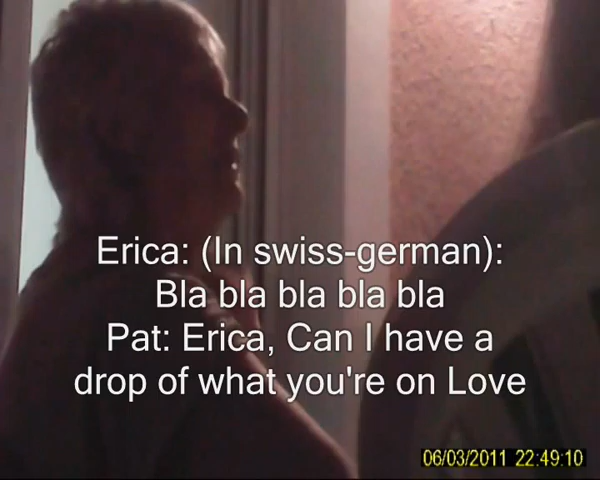 Erica: (In swiss-german):
Bla bla bla bla bla
Pat: Erica, Can I have a
drop of what you're on Love
06/03/2011 22:49:10